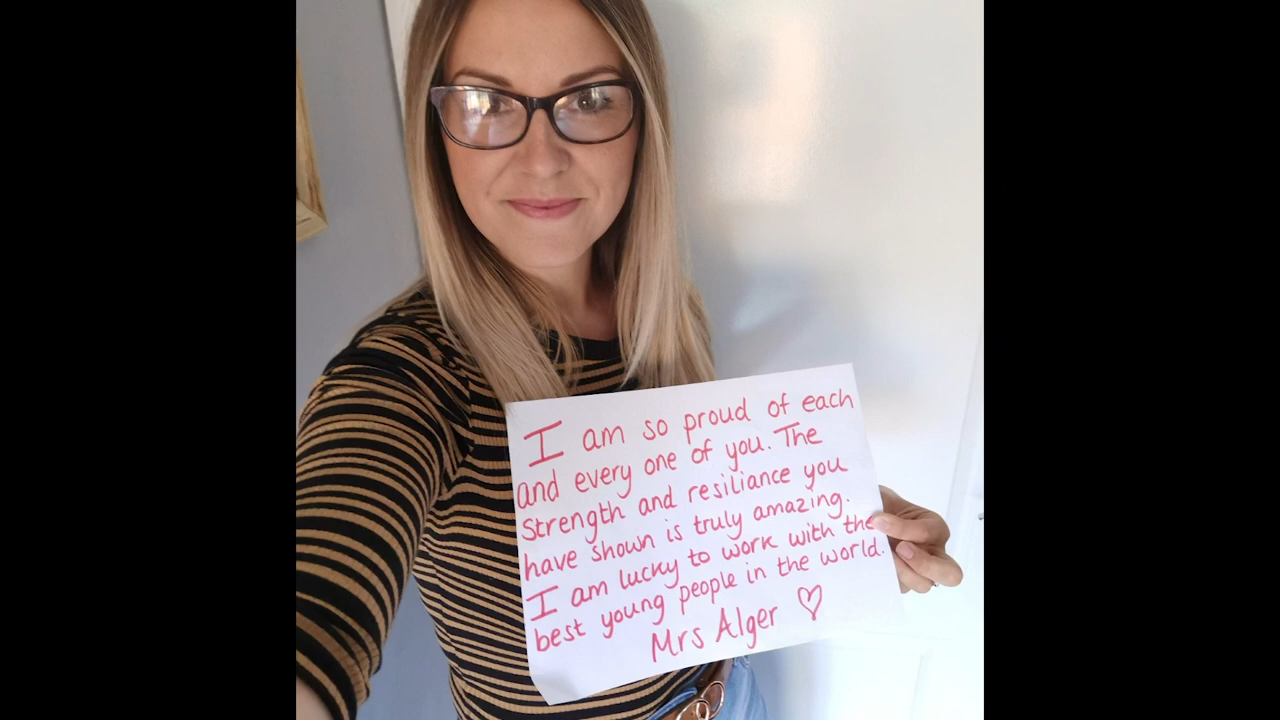 I am so proud of each
and every one of you. The
Strength and resiliance you
have shown is truly amazing.
I am lucky to work with the
best young people in the world.
Mrs Alger ♡